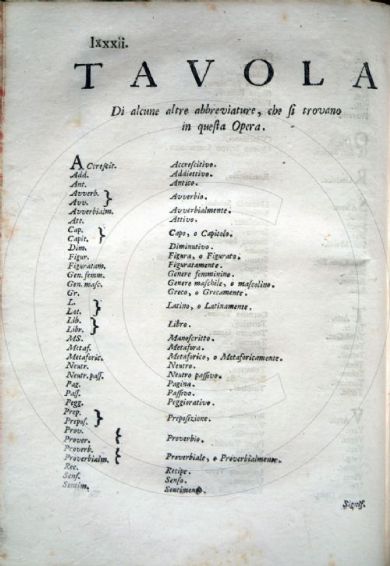 lxxxii.
TAVOLA
Di alcune altre abbreviature, che si trovano
in questa Opera.
Accrescit. Accrescitivo.
Add. Addiettivo.
Ant. Antico.
Avverb. }
Avv. } Avverbio.
Avverbialm. Avverbialmente.
Att. Attivo.
Cap. }
Capit. } Capo, o Capitolo.
Dim. Diminutivo.
Figur. Figura, o Figurato.
Figuratam. Figuratamente.
Gen. femm. Genere femminino.
Gen. masc. Genere maschile, o mascolino.
Gr. Greco, o Grecamente.
L. }
Lat. } Latino, o Latinamente.
Lib. }
Libr. } Libro.
MS. Manoscritto.
Metaf. Metafora.
Metaforic. Metaforico, o Metaforicamente.
Neutr. Neutro.
Neutr. pass. Neutro passivo.
Pag. Pagina.
Pass. Passivo.
Pegg. Peggiorativo.
Prep. }
Prepos. } Preposizione.
Prov. {
Prover. { Proverbio.
Proverb. {
Proverbialm. { Proverbiale, o Proverbialmente.
Rec. Recipe.
Sens. Senso.
Sentim. Sentimento.
Signif.